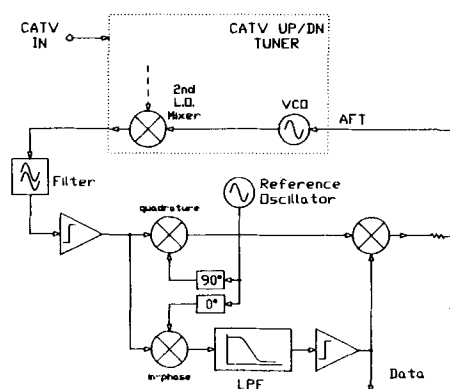 CATV
IN
CATV UP/DN
TUNER
2nd
L.O.
Mixer
VCO
AFT
Filter
Reference
Oscillator
quadrature
90°
0°
in-phase
LPF
Data